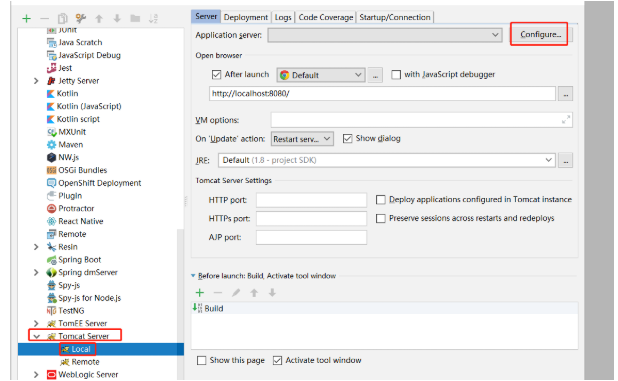 JUnit
Java Scratch
JavaScript Debug
Jest
Jetty Server
Kotlin
Kotlin (JavaScript)
Kotlin script
MXUnit
Maven
NW.js
OSGi Bundles
OpenShift Deployment
Plugin
Protractor
React Native
Remote
Resin
Spring Boot
Spring dmServer
Spy-js
Spy-js for Node.js
TestNG
TomEE Server
Tomcat Server
Local
Remote
WebLogic Server
Server Deployment Logs Code Coverage Startup/Connection
Application server: Configure...
Open browser
After launch Default ... with JavaScript debugger
http://localhost:8080/ ...
VM options:
On 'Update' action: Restart serv... Show dialog
JRE: Default (1.8 - project SDK) ...
Tomcat Server Settings
HTTP port: Deploy applications configured in Tomcat instance
HTTPs port: Preserve sessions across restarts and redeploys
AJP port:
Before launch: Build, Activate tool window
Build
Show this page Activate tool window